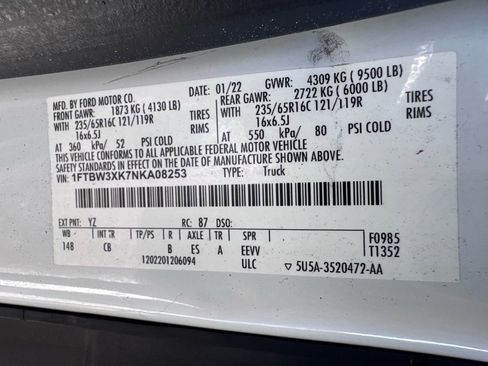 MFD. BY FORD MOTOR CO.
01/22 GVWR: 4309 KG ( 9500 LB)
FRONT GAWR: REAR GAWR:
1873 KG ( 4130 LB) 2722 KG ( 6000 LB)
WITH WITH
235/65R16C 121/119R TIRES 235/65R16C 121/119R TIRES
16x6.5J RIMS 16x6.5J RIMS
AT 360 kPa/ 52 PSI COLD AT 550 kPa/ 80 PSI COLD
THIS VEHICLE CONFORMS TO ALL APPLICABLE FEDERAL MOTOR VEHICLE
SAFETY STANDARDS IN EFFECT ON THE DATE OF MANUFACTURE SHOWN ABOVE.
VIN: 1FTBW3XK7NKA08253 TYPE: Truck
EXT PNT: YZ RC: 87 DSO:
WB INT TR TP/PS R AXLE TR SPR F0985
148 CB B ES A EEVV T1352
1202201206094 ULC ▽ 5U5A-3520472-AA